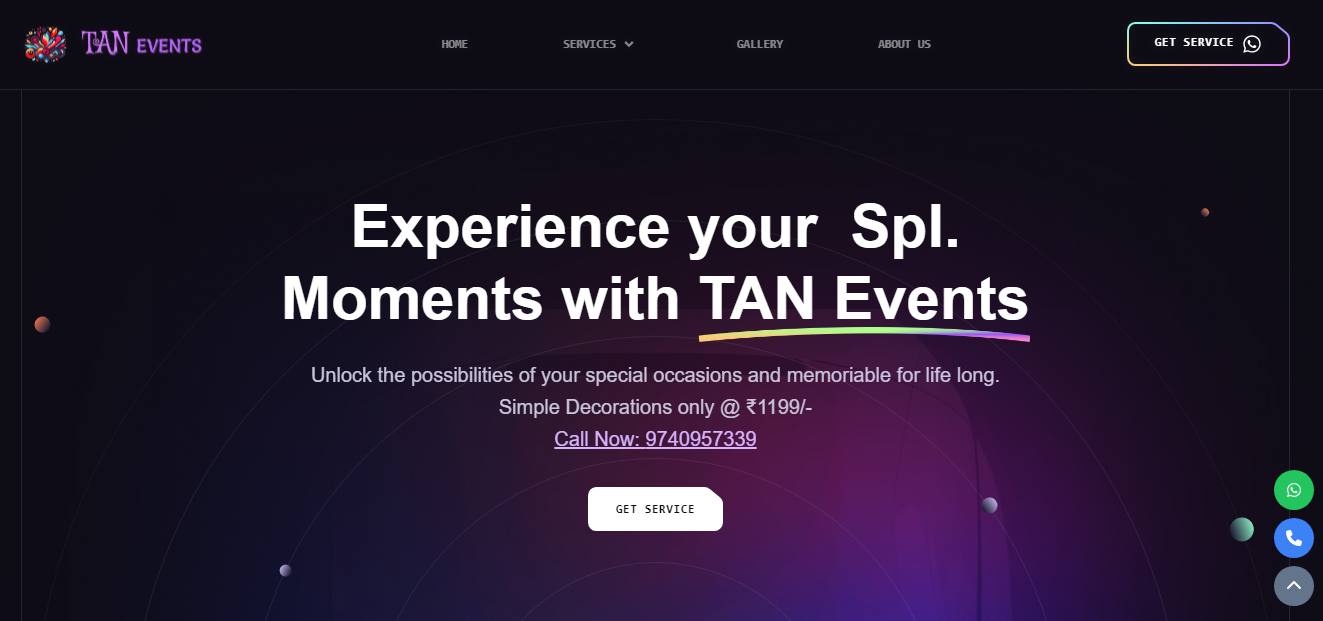 TAN EVENTS
HOME
SERVICES
GALLERY
ABOUT US
GET SERVICE
Experience your  Spl.
Moments with TAN Events
Unlock the possibilities of your special occasions and memoriable for life long.
Simple Decorations only @ ₹1199/-
Call Now: 9740957339
GET SERVICE